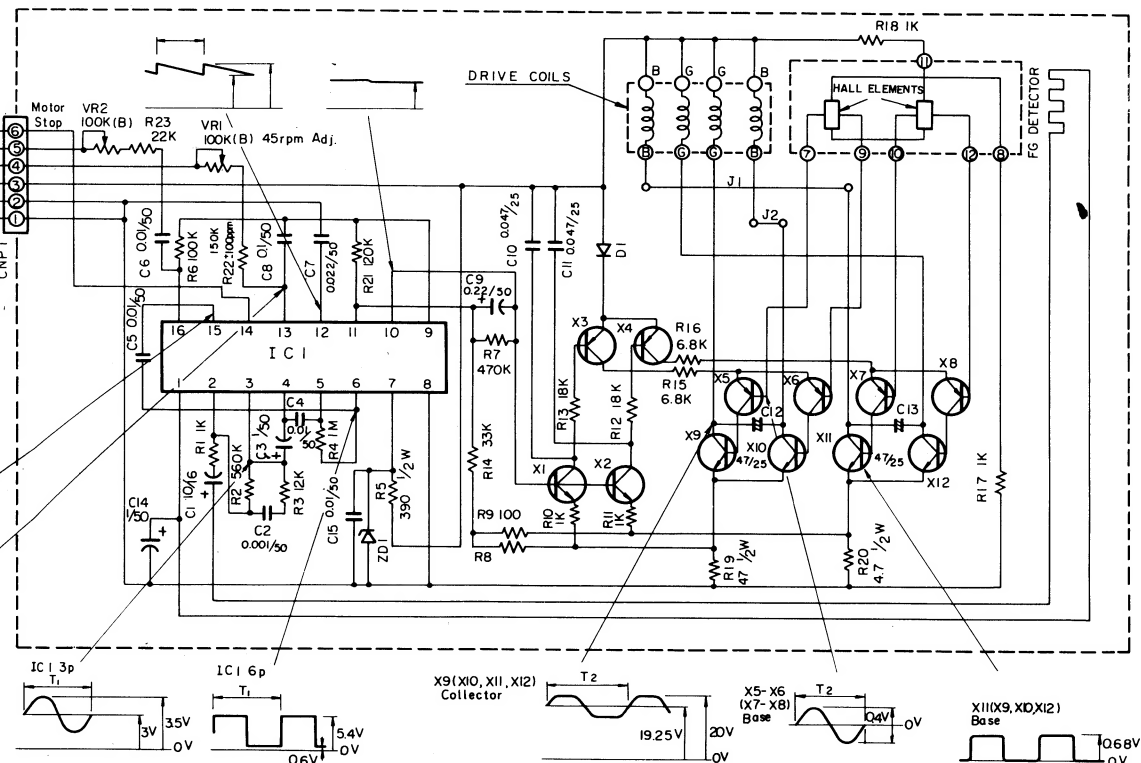 R18 1K
DRIVE COILS
B G G B
11
HALL ELEMENTS
FG DETECTOR
B G G B
7 9 10 12 8
J1
J2
Motor
Stop
VR2
100K(B)
R23
22K
VR1
100K(B) 45rpm Adj.
6
5
4
3
2
1
CNP1
C6 0.01/50
R6 100K
150K
R22±100ppm
C8 0.1/50
C7
0.022/50
R21 120K
C10 0.047/25
C11 0.047/25
D1
C9
0.22/50
+
R7
470K
C5 0.01/50
16 15 14 13 12 11 10 9
IC1
1 2 3 4 5 6 7 8
X3 X4
R16
6.8K
R15
6.8K
X5 X6 X7 X8
C12
C13
X9 X10 X11 X12
47/25
47/25
R13 18K
R12 18K
X1 X2
R10
1K
R11
1K
R1 1K
C1 10/16
+
R2 560K
C3 1/50
+
C4
0.01/50
R4 1M
R3 12K
C2
0.001/50
C15 0.01/50
ZD1
R5
390 1/2W
R14 33K
R9 100
R8
C14
1/50
+
R19
47 1/2W
R20
4.7 1/2W
R17 1K
IC1 3p
T1
3V
3.5V
0V
IC1 6p
T1
5.4V
0V
0.6V
X9(X10, X11, X12)
Collector
T2
19.25V
20V
0V
X5-X6
(X7-X8)
Base
T2
0.4V
0V
X11(X9, X10, X12)
Base
0.68V
0V